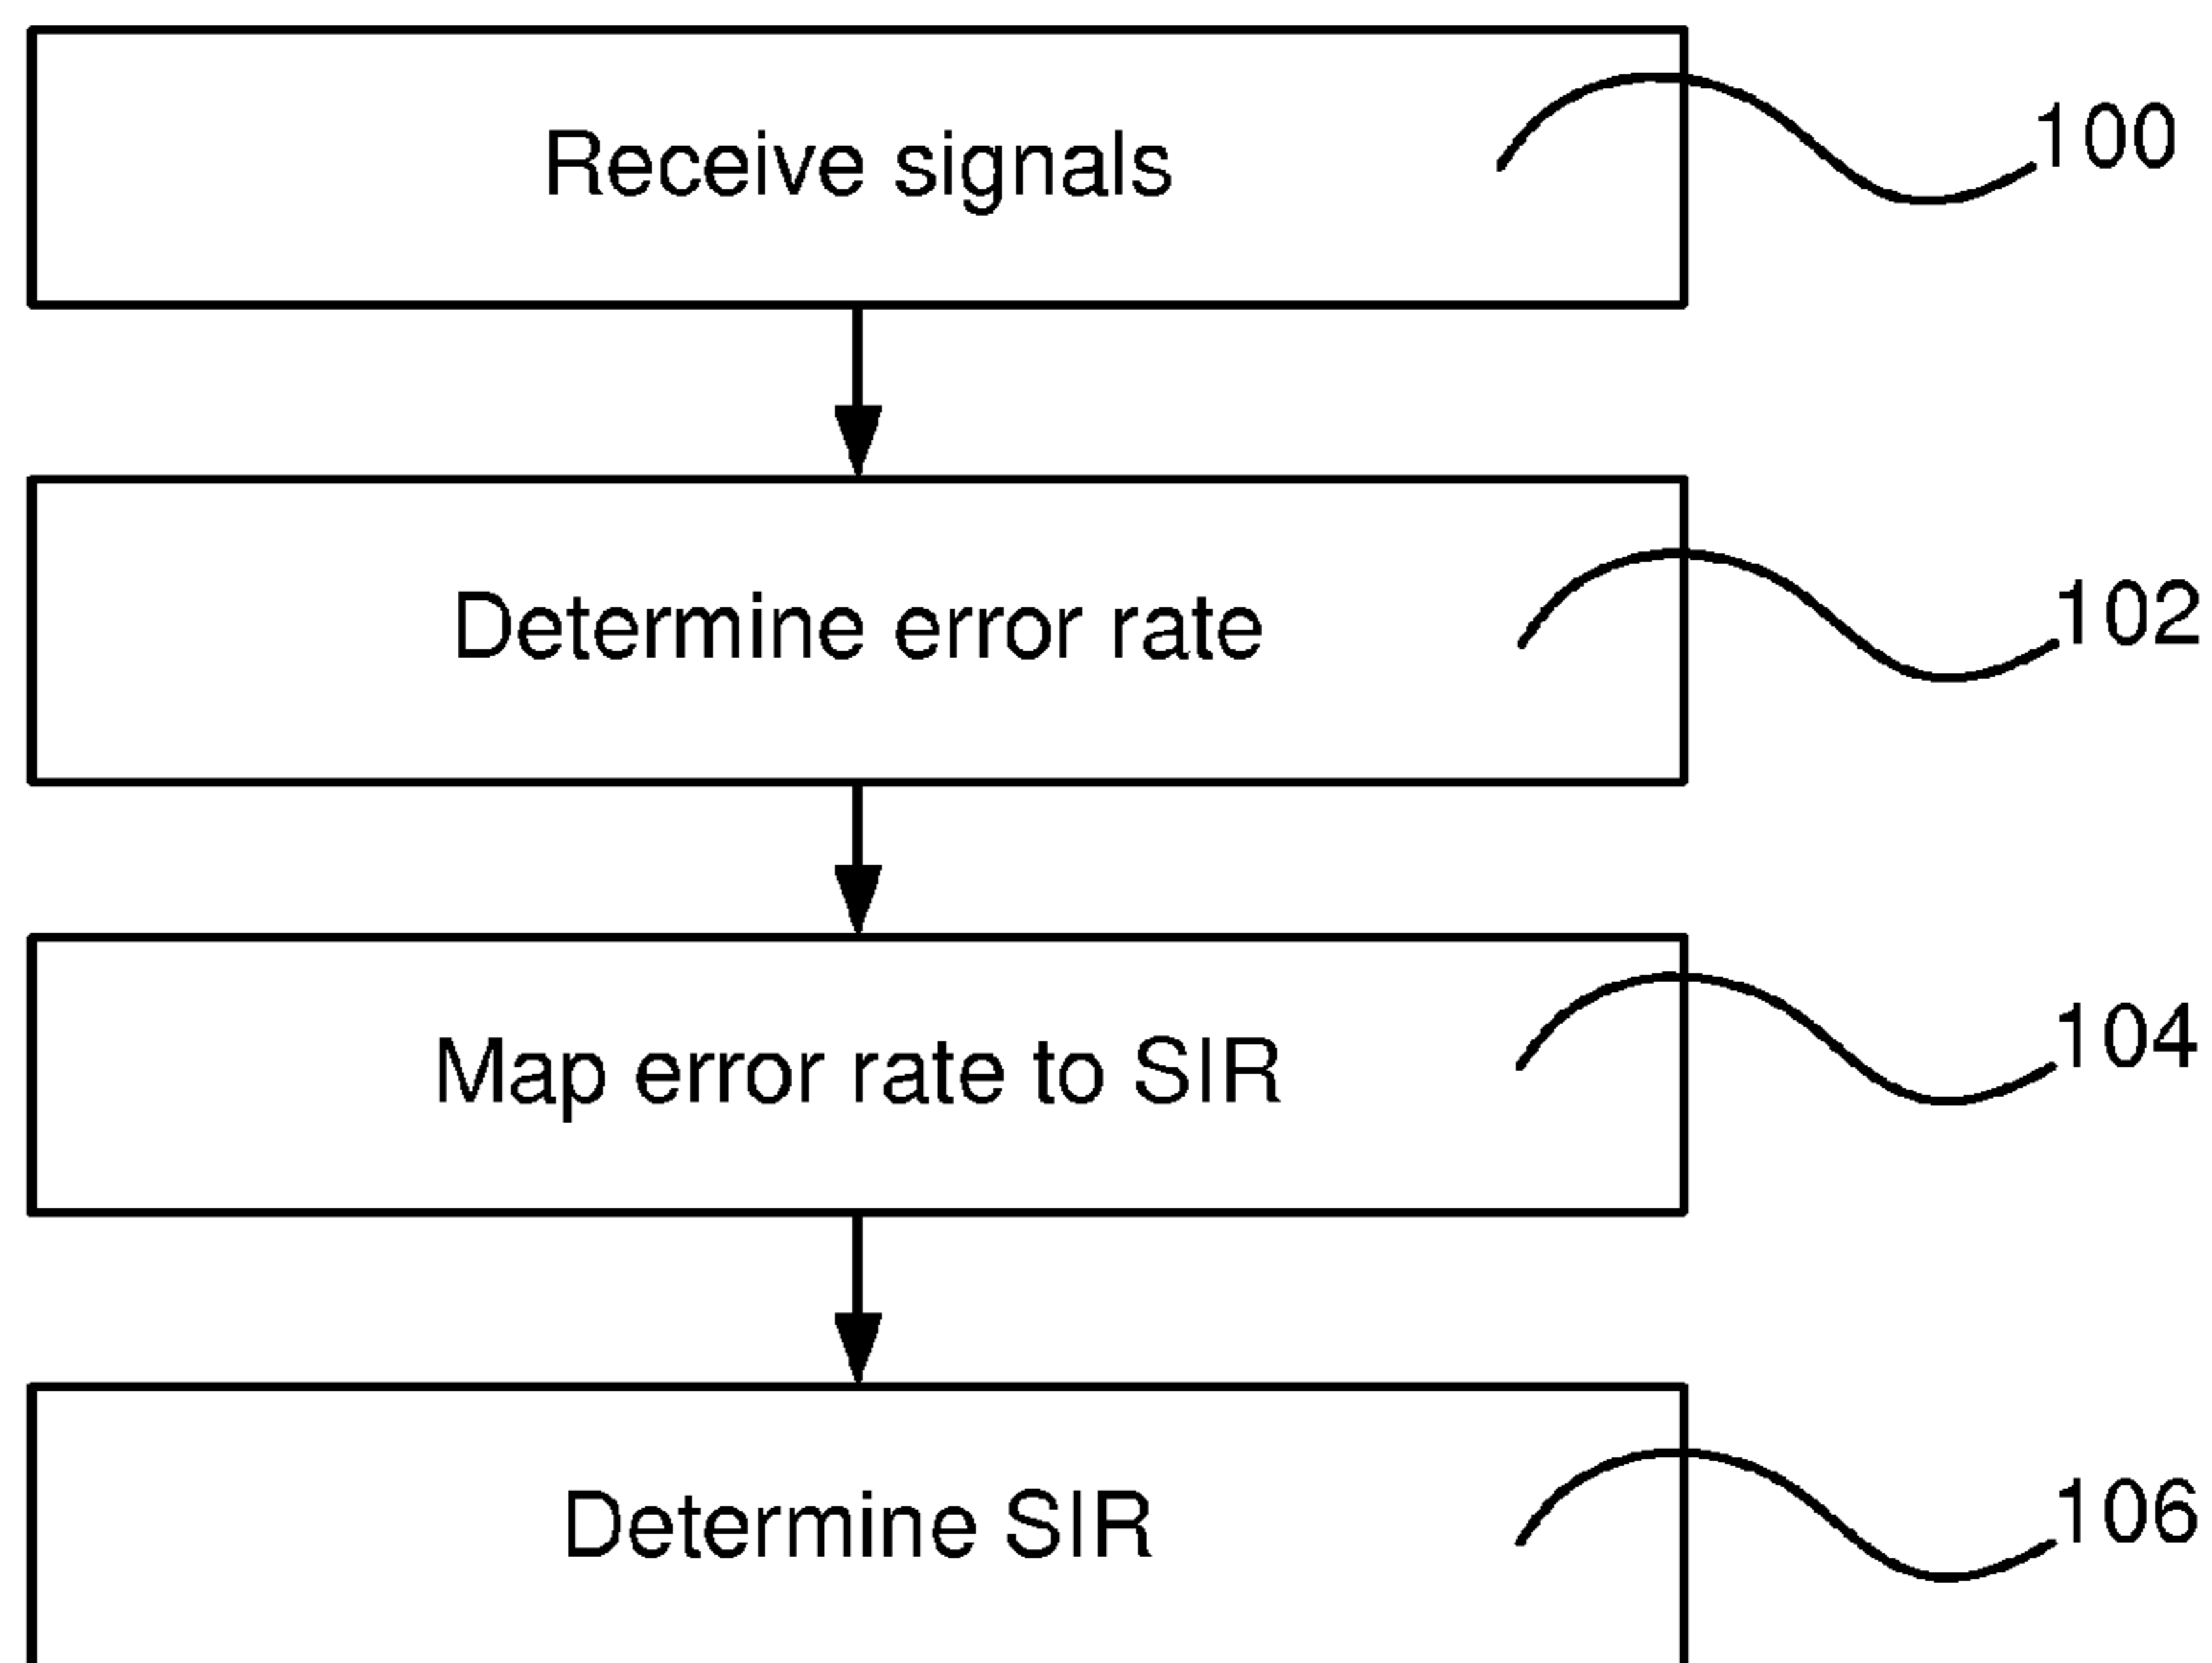 Receive signals
100
Determine error rate
102
Map error rate to SIR
104
Determine SIR
106